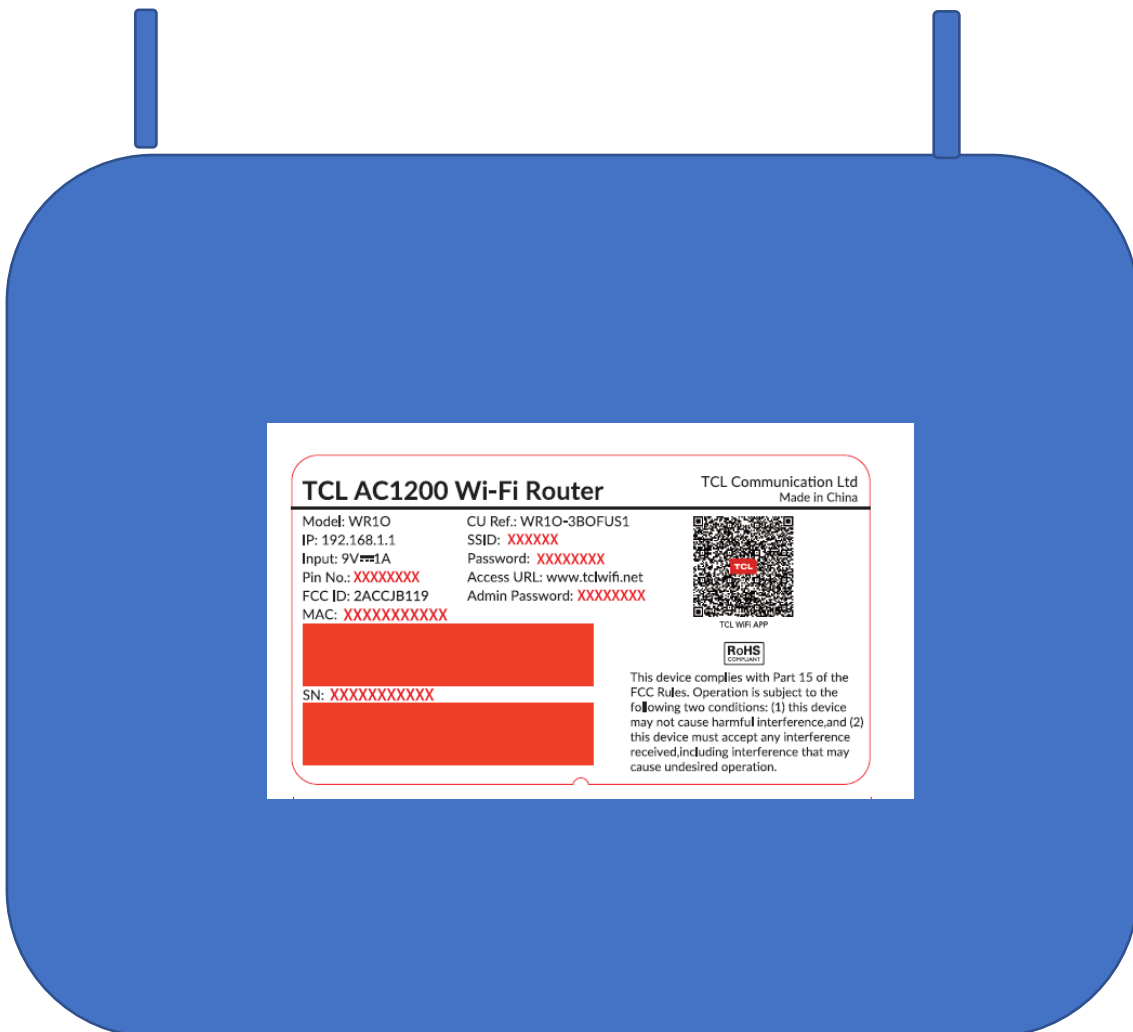 TCL AC1200 Wi-Fi Router
TCL Communication Ltd
Made in China
Model: WR1O
IP: 192.168.1.1
Input: 9V⎓1A
Pin No.: XXXXXXXX
FCC ID: 2ACCJB119
MAC: XXXXXXXXXXX
SN: XXXXXXXXXXX
CU Ref.: WR1O-3BOFUS1
SSID: XXXXXX
Password: XXXXXXXX
Access URL: www.tclwifi.net
Admin Password: XXXXXXXX
TCL
TCL WIFI APP
RoHS
COMPLIANT
This device complies with Part 15 of the
FCC Rules. Operation is subject to the
following two conditions: (1) this device
may not cause harmful interference,and (2)
this device must accept any interference
received,including interference that may
cause undesired operation.